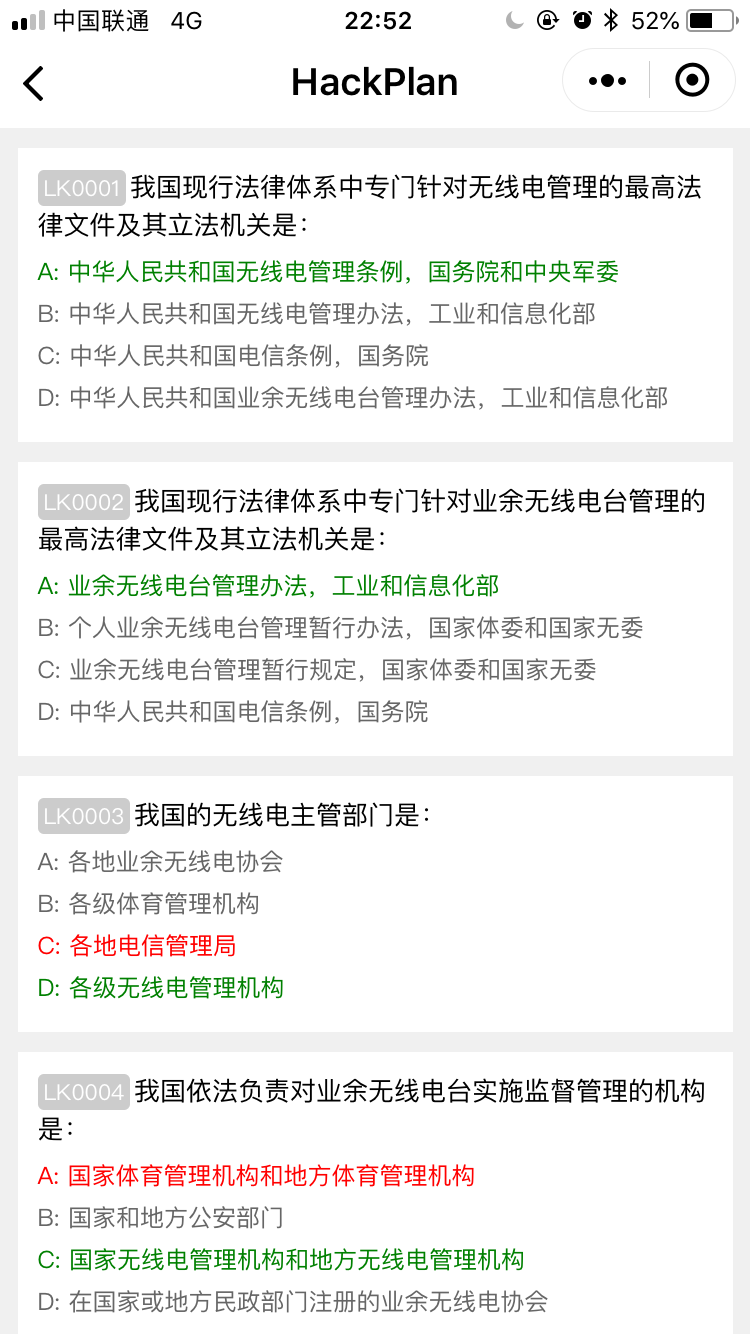 中国联通 4G 22:52 52%
HackPlan
LK0001 我国现行法律体系中专门针对无线电管理的最高法
律文件及其立法机关是：
A: 中华人民共和国无线电管理条例，国务院和中央军委
B: 中华人民共和国无线电管理办法，工业和信息化部
C: 中华人民共和国电信条例，国务院
D: 中华人民共和国业余无线电台管理办法，工业和信息化部
LK0002 我国现行法律体系中专门针对业余无线电台管理的
最高法律文件及其立法机关是：
A: 业余无线电台管理办法，工业和信息化部
B: 个人业余无线电台管理暂行办法，国家体委和国家无委
C: 业余无线电台管理暂行规定，国家体委和国家无委
D: 中华人民共和国电信条例，国务院
LK0003 我国的无线电主管部门是：
A: 各地业余无线电协会
B: 各级体育管理机构
C: 各地电信管理局
D: 各级无线电管理机构
LK0004 我国依法负责对业余无线电台实施监督管理的机构
是：
A: 国家体育管理机构和地方体育管理机构
B: 国家和地方公安部门
C: 国家无线电管理机构和地方无线电管理机构
D: 在国家或地方民政部门注册的业余无线电协会